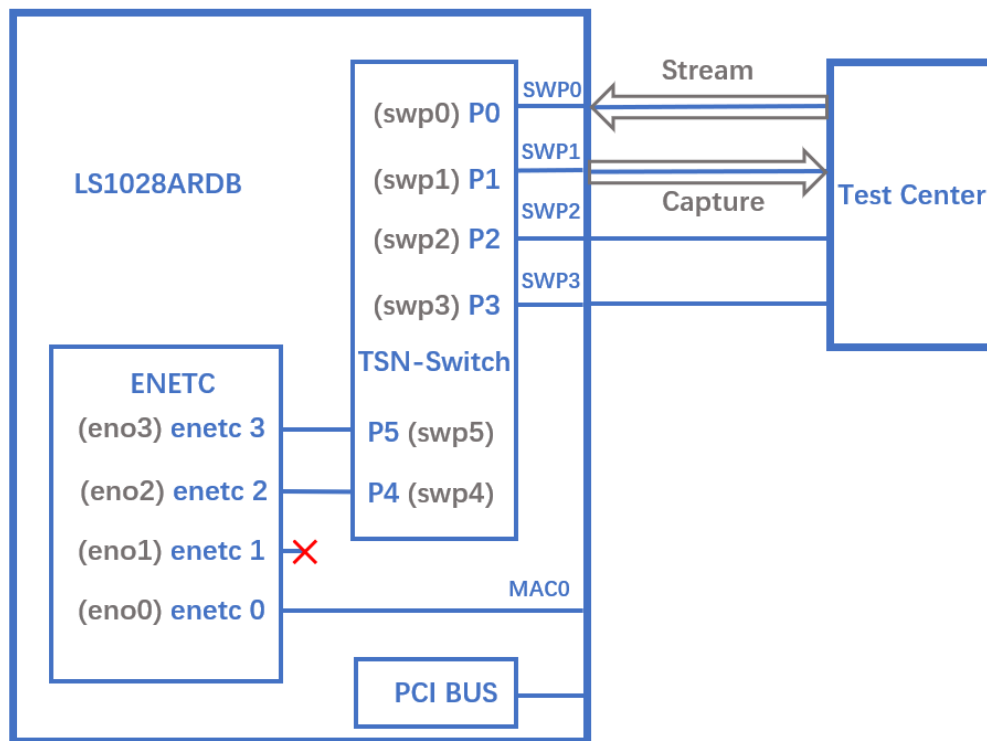 LS1028ARDB
(swp0) P0
(swp1) P1
(swp2) P2
(swp3) P3
TSN-Switch
P5 (swp5)
P4 (swp4)
SWP0
SWP1
SWP2
SWP3
Stream
Capture
Test Center
ENETC
(eno3) enetc 3
(eno2) enetc 2
(eno1) enetc 1
(eno0) enetc 0
MAC0
PCI BUS